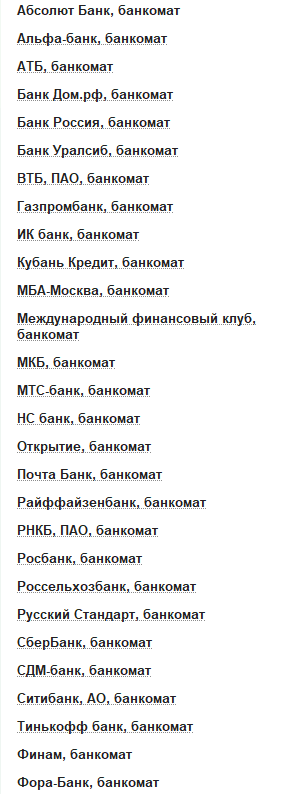 Абсолют Банк, банкомат
Альфа-банк, банкомат
АТБ, банкомат
Банк Дом.рф, банкомат
Банк Россия, банкомат
Банк Уралсиб, банкомат
ВТБ, ПАО, банкомат
Газпромбанк, банкомат
ИК банк, банкомат
Кубань Кредит, банкомат
МБА-Москва, банкомат
Международный финансовый клуб,
банкомат
МКБ, банкомат
МТС-банк, банкомат
НС банк, банкомат
Открытие, банкомат
Почта Банк, банкомат
Райффайзенбанк, банкомат
РНКБ, ПАО, банкомат
Росбанк, банкомат
Россельхозбанк, банкомат
Русский Стандарт, банкомат
СберБанк, банкомат
СДМ-банк, банкомат
Ситибанк, АО, банкомат
Тинькофф банк, банкомат
Финам, банкомат
Фора-Банк, банкомат